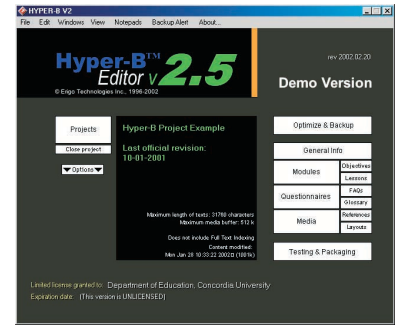 HYPER-B V2
File Edit Windows View Notepads Backup Alert About...
Hyper-B™
Editor v 2.5
© Erigo Technologies Inc., 1996-2002
rev 2002.02.20
Demo Version
Projects
Close project
Options
Hyper-B Project Example
Last official revision:
10-01-2001
Maximum length of texts: 31760 characters
Maximum media buffer: 512 k
Does not include Full Text Indexing
Content modified:
Mon Jan 28 10:33:22 2002 (1001k)
Optimize & Backup
General Info
Modules
Objectives
Lessons
Questionnaires
FAQs
Glossary
Media
References
Layouts
Testing & Packaging
Limited license granted to: Department of Education, Concordia University
Expiration date: (This version is UNLICENSED)